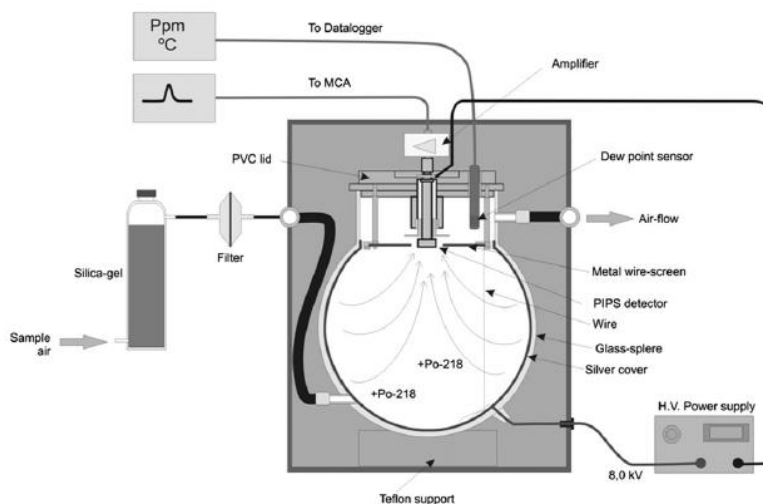 Ppm
ºC
To Datalogger
To MCA
Amplifier
PVC lid
Dew point sensor
Air-flow
Filter
Silica-gel
Metal wire-screen
PIPS detector
Wire
Sample
air
Glass-splere
Silver cover
+Po-218
+Po-218
H.V. Power supply
8,0 kV
Teflon support